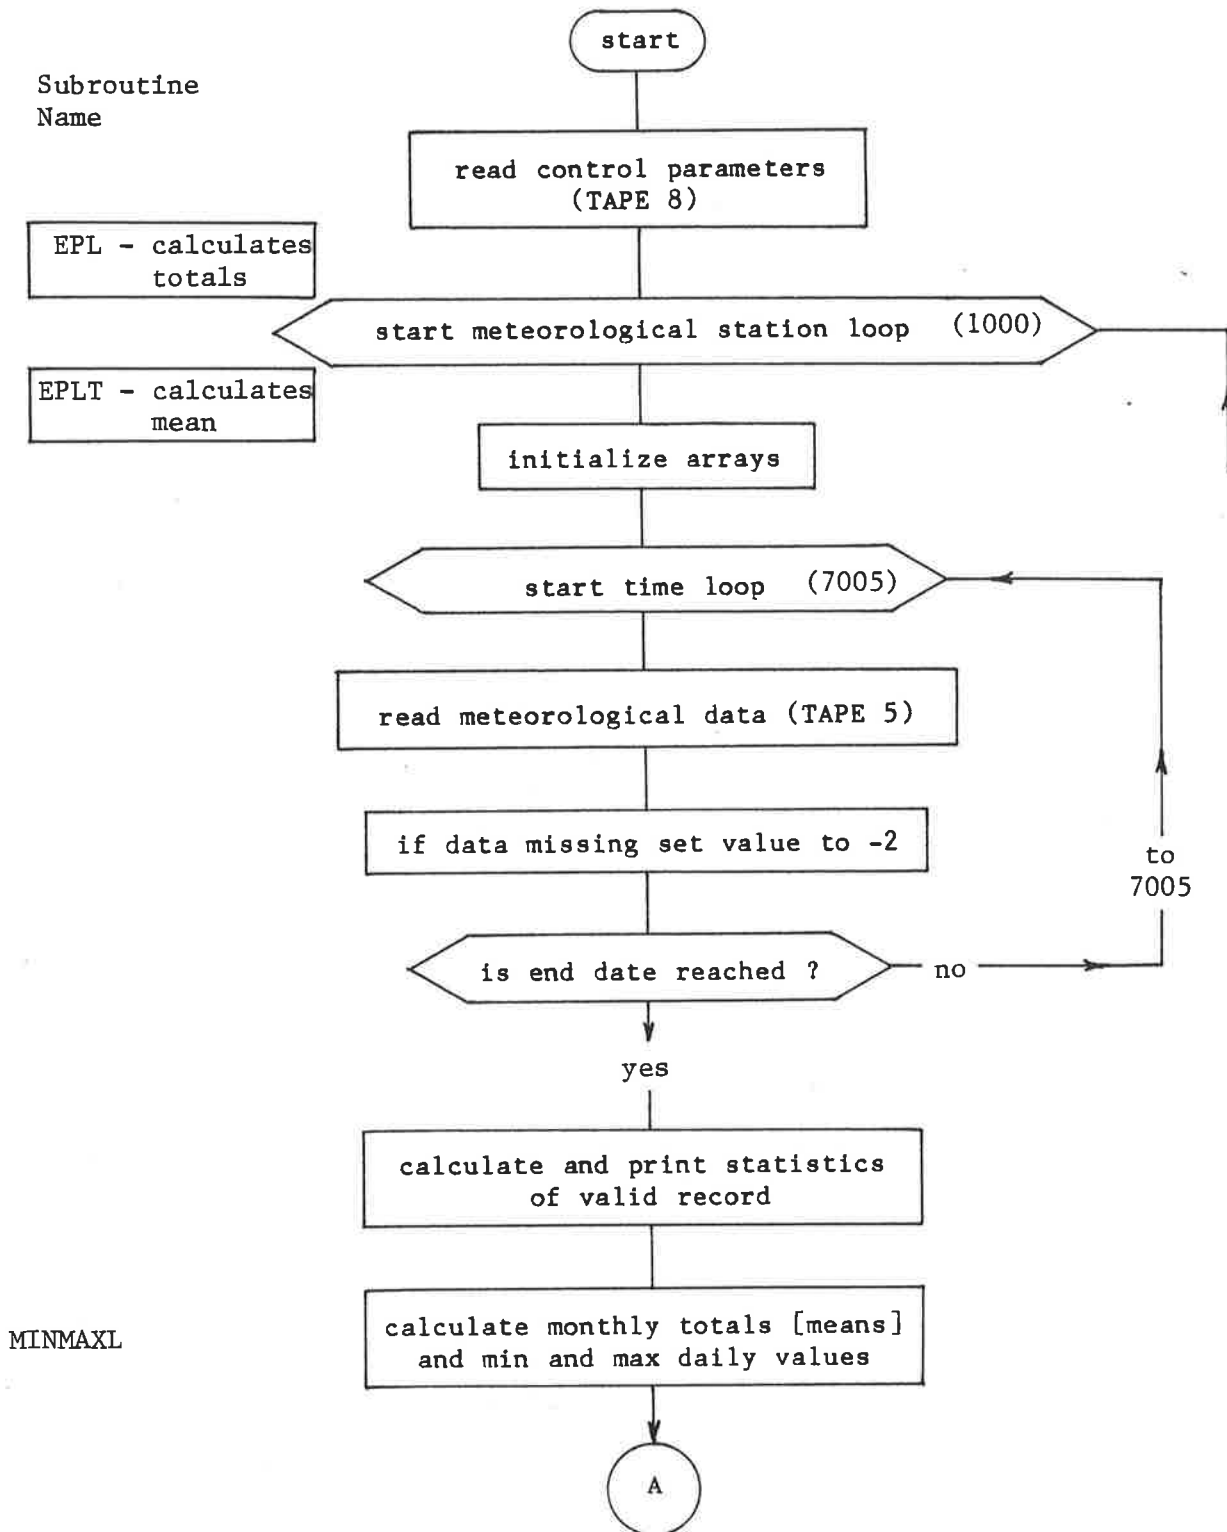 start
Subroutine
Name
read control parameters
(TAPE 8)
EPL - calculates
totals
start meteorological station loop (1000)
EPLT - calculates
mean
initialize arrays
start time loop (7005)
read meteorological data (TAPE 5)
if data missing set value to -2
to
7005
is end date reached ?
no
yes
calculate and print statistics
of valid record
MINMAXL
calculate monthly totals [means]
and min and max daily values
A